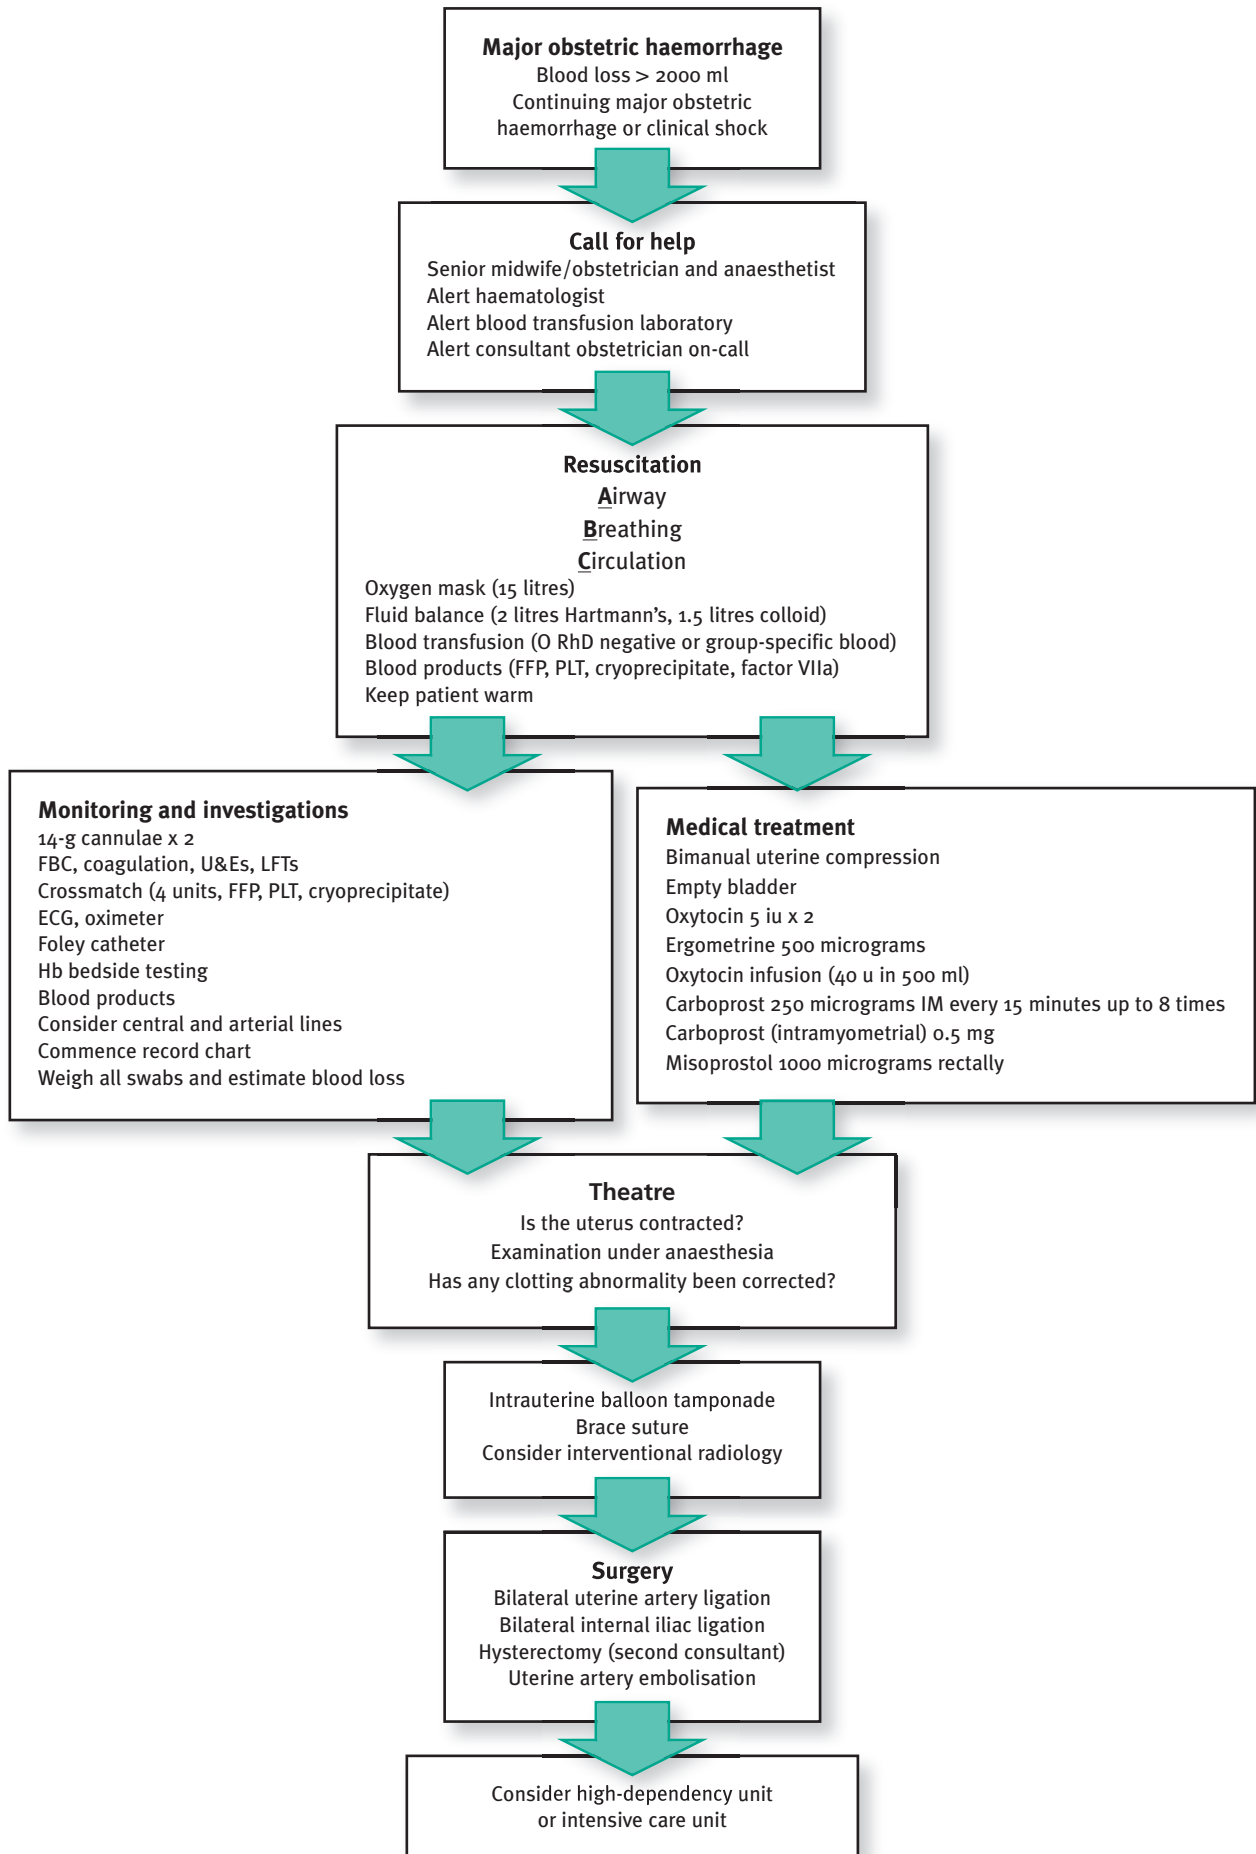 Major obstetric haemorrhage
Blood loss > 2000 ml
Continuing major obstetric
haemorrhage or clinical shock
Call for help
Senior midwife/obstetrician and anaesthetist
Alert haematologist
Alert blood transfusion laboratory
Alert consultant obstetrician on-call
Resuscitation
Airway
Breathing
Circulation
Oxygen mask (15 litres)
Fluid balance (2 litres Hartmann’s, 1.5 litres colloid)
Blood transfusion (O RhD negative or group-specific blood)
Blood products (FFP, PLT, cryoprecipitate, factor VIIa)
Keep patient warm
Monitoring and investigations
14-g cannulae x 2
FBC, coagulation, U&Es, LFTs
Crossmatch (4 units, FFP, PLT, cryoprecipitate)
ECG, oximeter
Foley catheter
Hb bedside testing
Blood products
Consider central and arterial lines
Commence record chart
Weigh all swabs and estimate blood loss
Medical treatment
Bimanual uterine compression
Empty bladder
Oxytocin 5 iu x 2
Ergometrine 500 micrograms
Oxytocin infusion (40 u in 500 ml)
Carboprost 250 micrograms IM every 15 minutes up to 8 times
Carboprost (intramyometrial) 0.5 mg
Misoprostol 1000 micrograms rectally
Theatre
Is the uterus contracted?
Examination under anaesthesia
Has any clotting abnormality been corrected?
Intrauterine balloon tamponade
Brace suture
Consider interventional radiology
Surgery
Bilateral uterine artery ligation
Bilateral internal iliac ligation
Hysterectomy (second consultant)
Uterine artery embolisation
Consider high-dependency unit
or intensive care unit